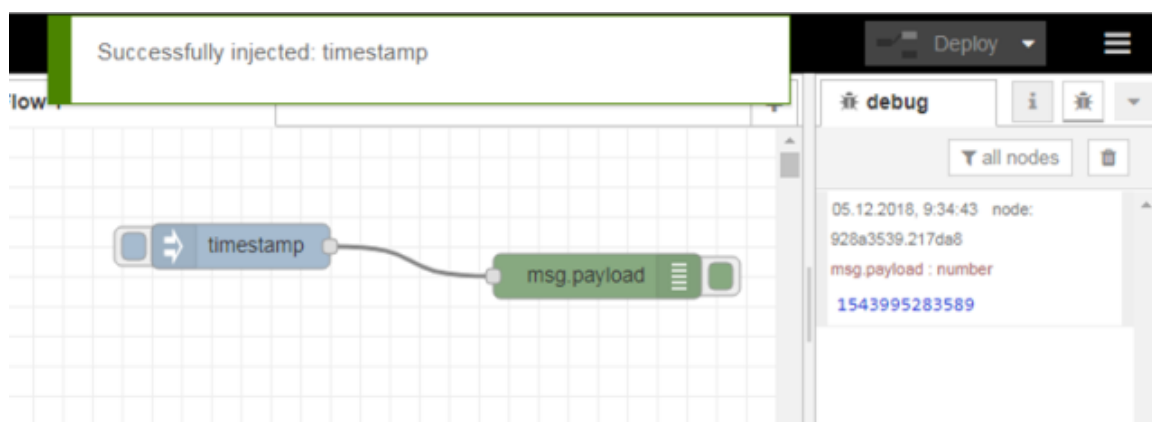 Successfully injected: timestamp
Deploy
debug
i
all nodes
timestamp
msg.payload
05.12.2018, 9:34:43 node:
928a3539.217da8
msg.payload : number
1543995283589